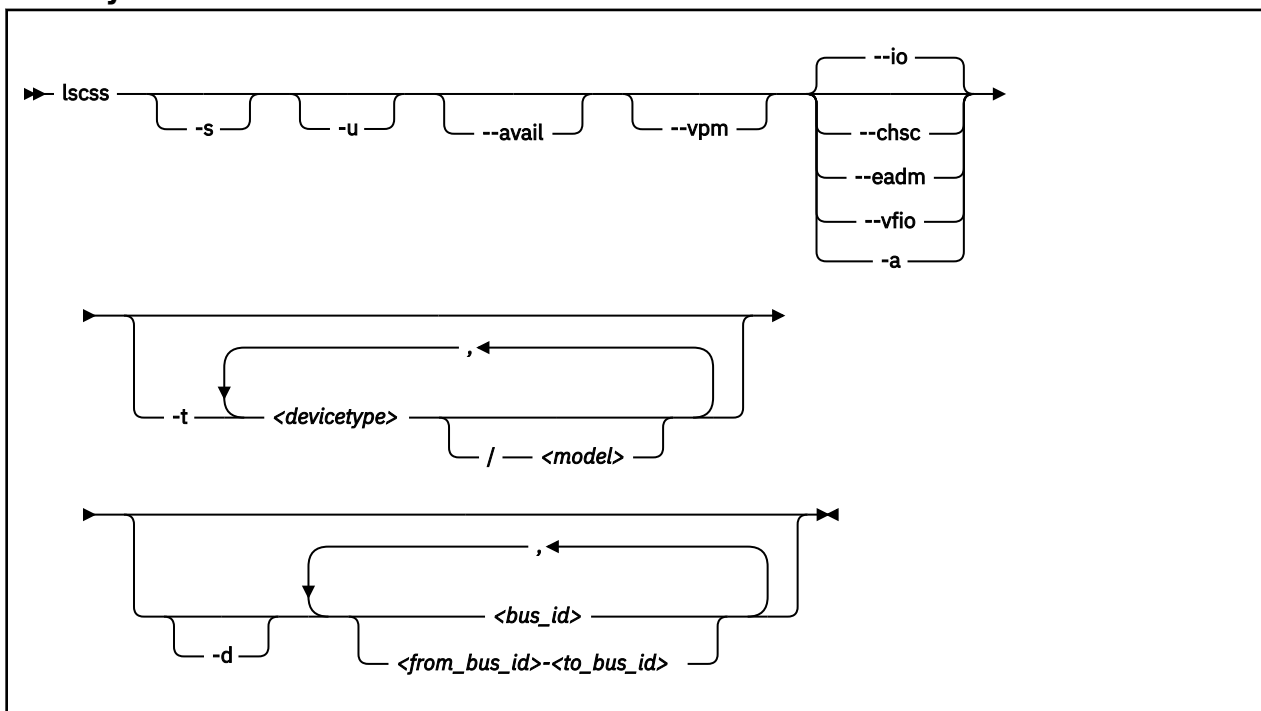 --io
lscss
-s
-u
--avail
--vpm
--chsc
--eadm
--vfio
-a
,
-t
<devicetype>
/
<model>
,
<bus_id>
-d
<from_bus_id>-<to_bus_id>